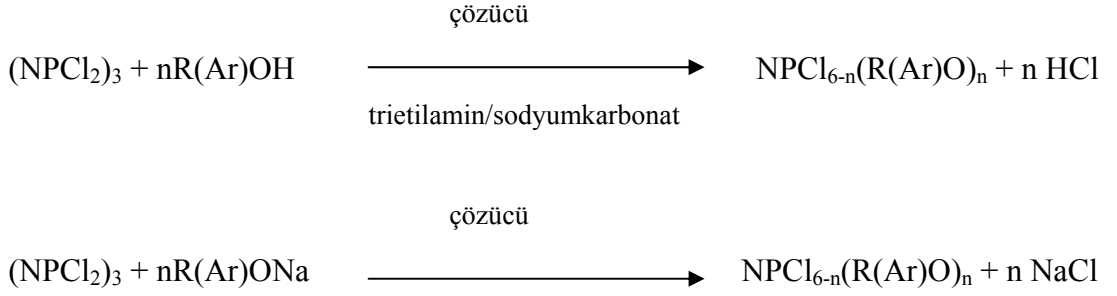 çözücü
(NPCl₂)₃ + nR(Ar)OH NPCl₆₋ₙ(R(Ar)O)ₙ + n HCl
trietilamin/sodyumkarbonat
çözücü
(NPCl₂)₃ + nR(Ar)ONa NPCl₆₋ₙ(R(Ar)O)ₙ + n NaCl